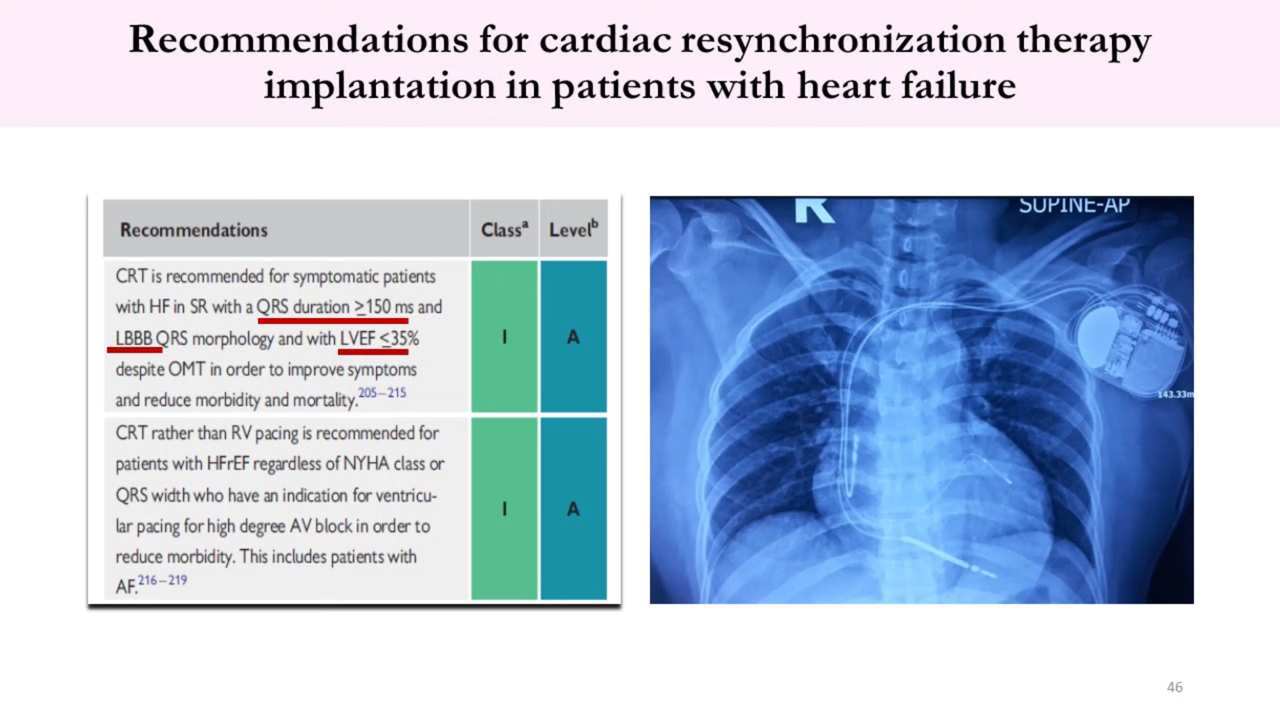 Recommendations for cardiac resynchronization therapy
implantation in patients with heart failure
Recommendations Classᵃ Levelᵇ
CRT is recommended for symptomatic patients
with HF in SR with a QRS duration ≥150 ms and
LBBB QRS morphology and with LVEF ≤35%
despite OMT in order to improve symptoms
and reduce morbidity and mortality.²⁰⁵⁻²¹⁵
I A
CRT rather than RV pacing is recommended for
patients with HFrEF regardless of NYHA class or
QRS width who have an indication for ventricu-
lar pacing for high degree AV block in order to
reduce morbidity. This includes patients with
AF.²¹⁶⁻²¹⁹
I A
R SUPINE-AP
143.33m
46